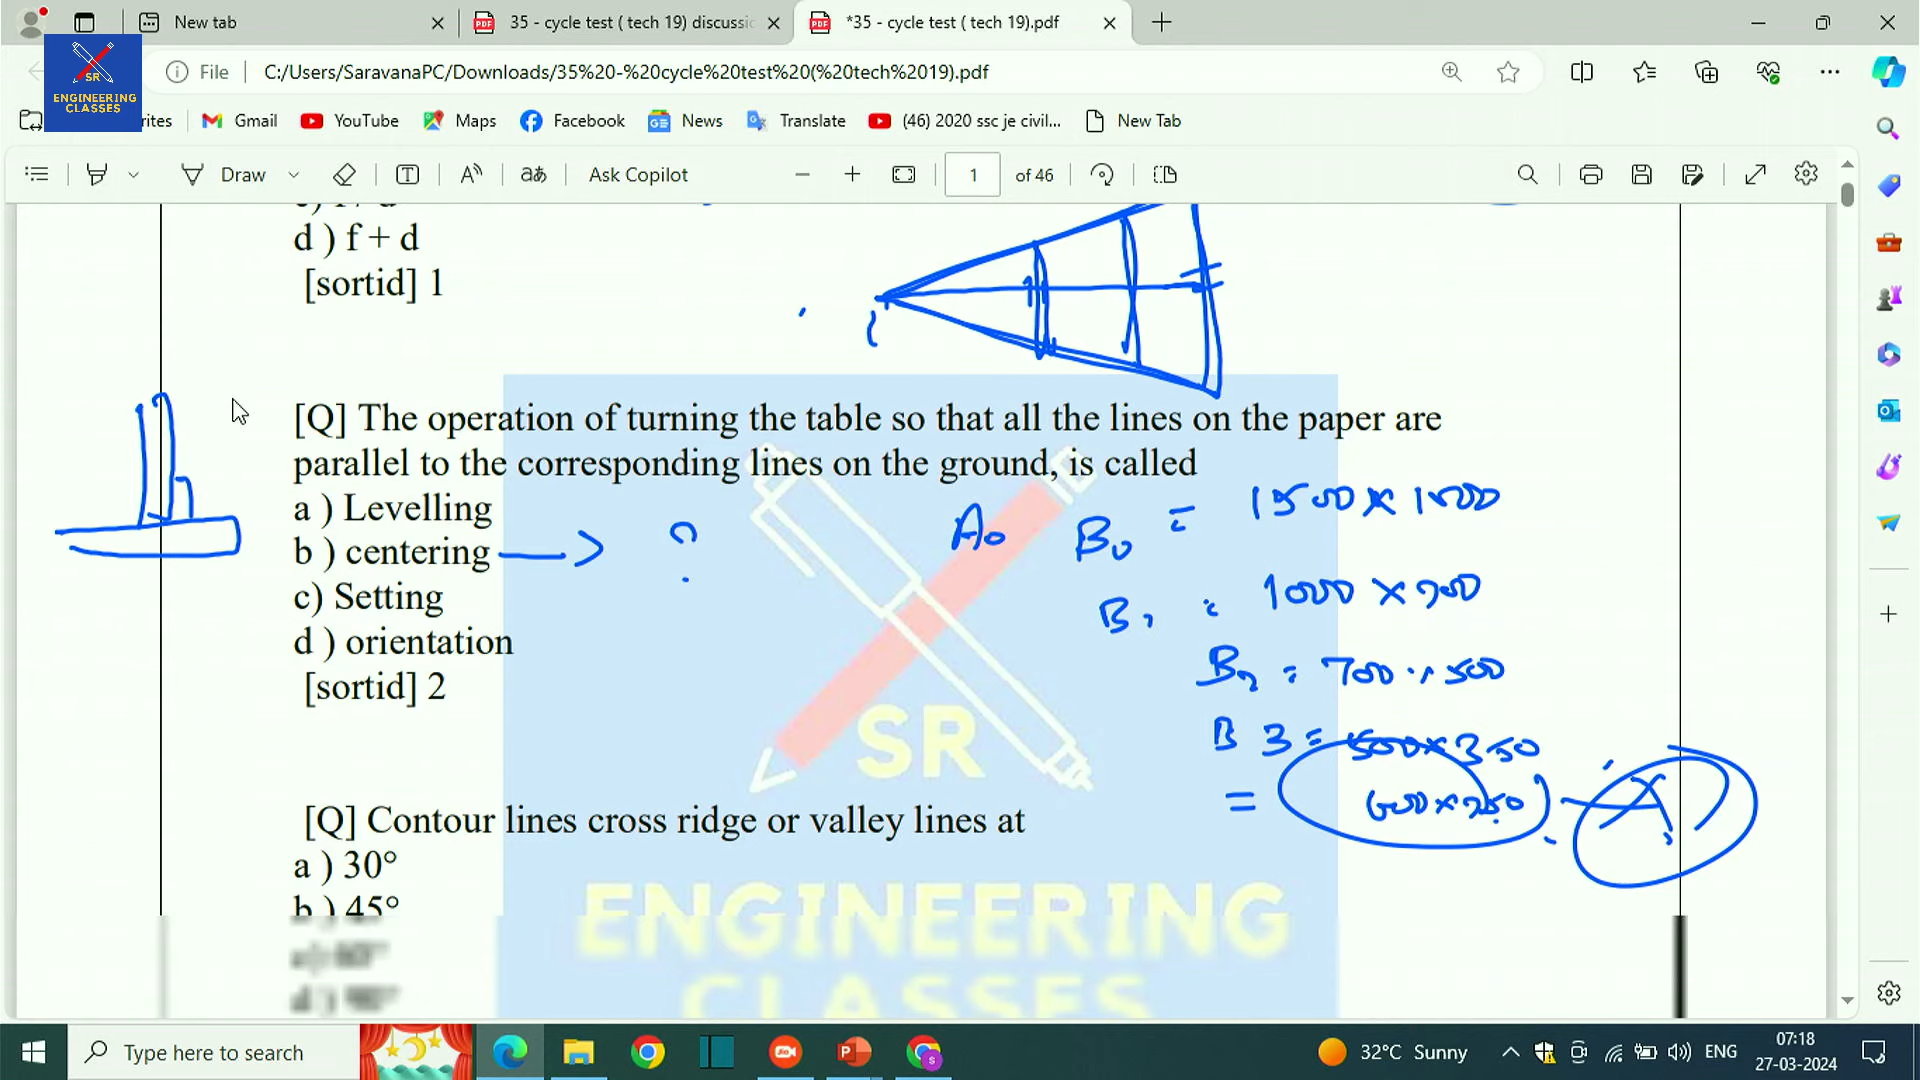 New tab
35 - cycle test ( tech 19) discussi
*35 - cycle test ( tech 19).pdf
SR
ENGINEERING
CLASSES
File
C:/Users/SaravanaPC/Downloads/35%20-%20cycle%20test%20(%20tech%2019).pdf
rites
Gmail
YouTube
Maps
Facebook
News
Translate
(46) 2020 ssc je civil...
New Tab
Draw
Ask Copilot
1
of 46
d ) f + d
[sortid] 1
[Q] The operation of turning the table so that all the lines on the paper are
parallel to the corresponding lines on the ground, is called
a ) Levelling
b ) centering
?
c) Setting
d ) orientation
[sortid] 2
A0 B0 = 1500 x 1000
B1 : 1000 x 700
B2 = 700 x 500
B 3 = 500 x 350
=
[Q] Contour lines cross ridge or valley lines at
a ) 30°
b ) 45°
d ) 90°
SR
ENGINEERING
CLASSES
Type here to search
32°C Sunny
ENG
07:18
27-03-2024